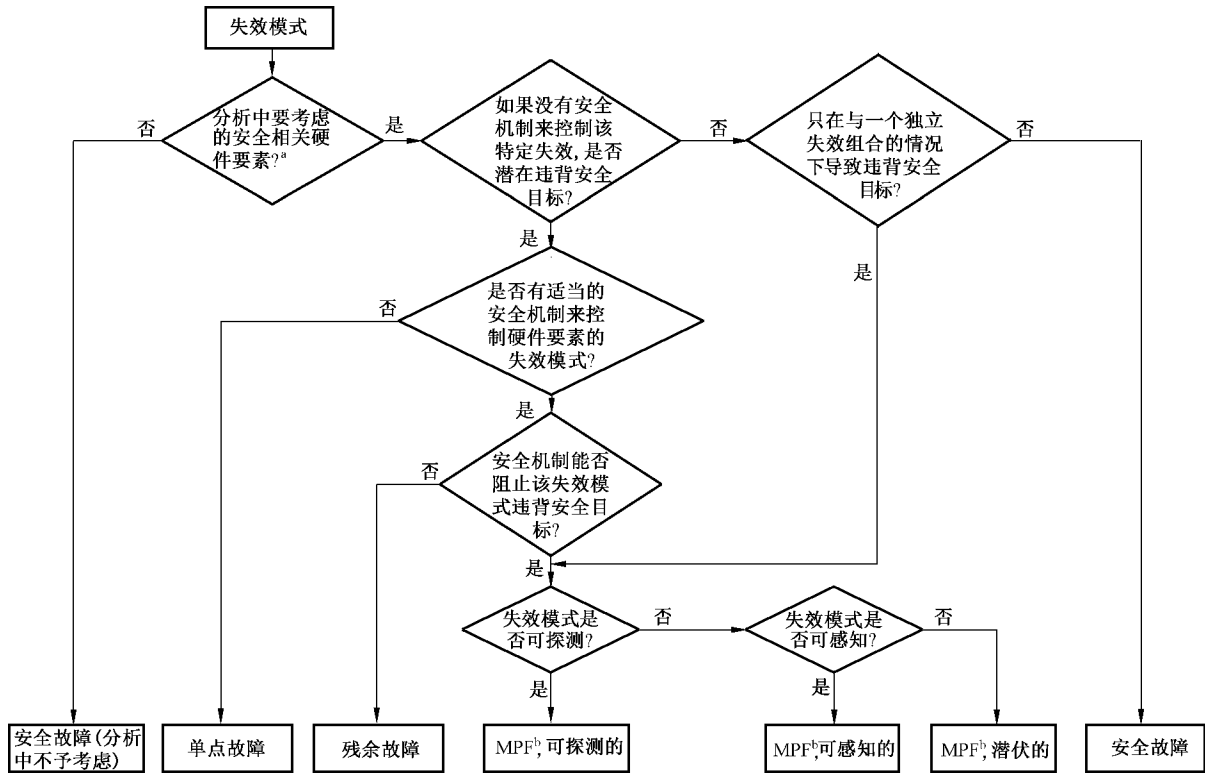 失效模式
分析中要考虑
的安全相关硬
件要素?ᵃ
否
是
如果没有安全
机制来控制该
特定失效,是否
潜在违背安全
目标?
否
只在与一个独立
失效组合的情况
下导致违背安全
目标?
否
是
是
是否有适当的
安全机制来控
制硬件要素的
失效模式?
否
是
安全机制能否
阻止该失效模
式违背安全目
标?
否
是
失效模式是
否可探测?
否
失效模式是
否可感知?
否
是
是
安全故障(分析
中不予考虑)
单点故障
残余故障
MPFᵇ,可探测的
MPFᵇ,可感知的
MPFᵇ,潜伏的
安全故障